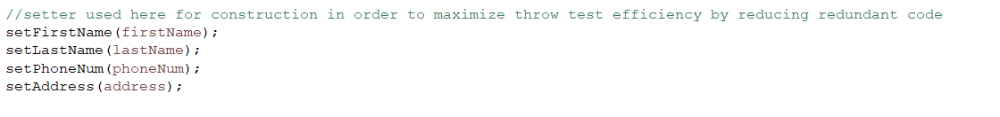 //setter used here for construction in order to maximize throw test efficiency by reducing redundant code
setFirstName(firstName);
setLastName(lastName);
setPhoneNum(phoneNum);
setAddress(address);